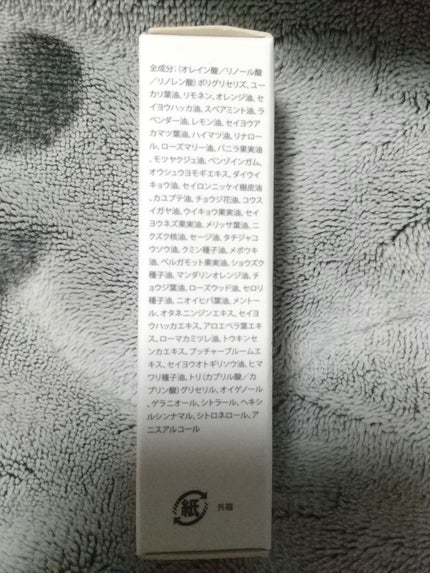 全成分：(オレイン酸／リノール酸
／リノレン酸)ポリグリセリズ、ユー
カリ葉油、リモネン、オレンジ油、セ
イヨウハッカ油、スペアミント油、ラ
ベンダー油、レモン油、セイヨウア
カマツ葉油、ハイマツ油、リナロー
ル、ローズマリー油、バニラ果実油
、モツヤクジュ油、ベンゾインガム、
オウシュウヨモギエキス、ダイウイ
キョウ油、セイロンニッケイ樹皮油
、カユプテ油、チョウジ花油、コウス
イガヤ油、ウイキョウ果実油、セイ
ヨウネズ果実油、メリッサ葉油、ニ
クズク核油、セージ油、タチジャコ
ウソウ油、クミン種子油、メボウキ
油、ベルガモット果実油、ショウズク
種子油、マンダリンオレンジ油、チ
ョウジ葉油、ローズウッド油、セロリ
種子油、ニオイヒバ葉油、メントー
ル、オタネニンジンエキス、セイヨ
ウハッカエキス、アロエベラ葉エキ
ス、ローマカミツレ油、トウキンセ
ンカエキス、ブッチャーブルームエ
キス、セイヨウオトギリソウ油、ヒマ
ワリ種子油、トリ(カプリル酸／カ
プリン酸)グリセリル、オイゲノール
、ゲラニオール、シトラール、ヘキシ
ルシンナマル、シトロネロール、ア
ニスアルコール
紙 外箱